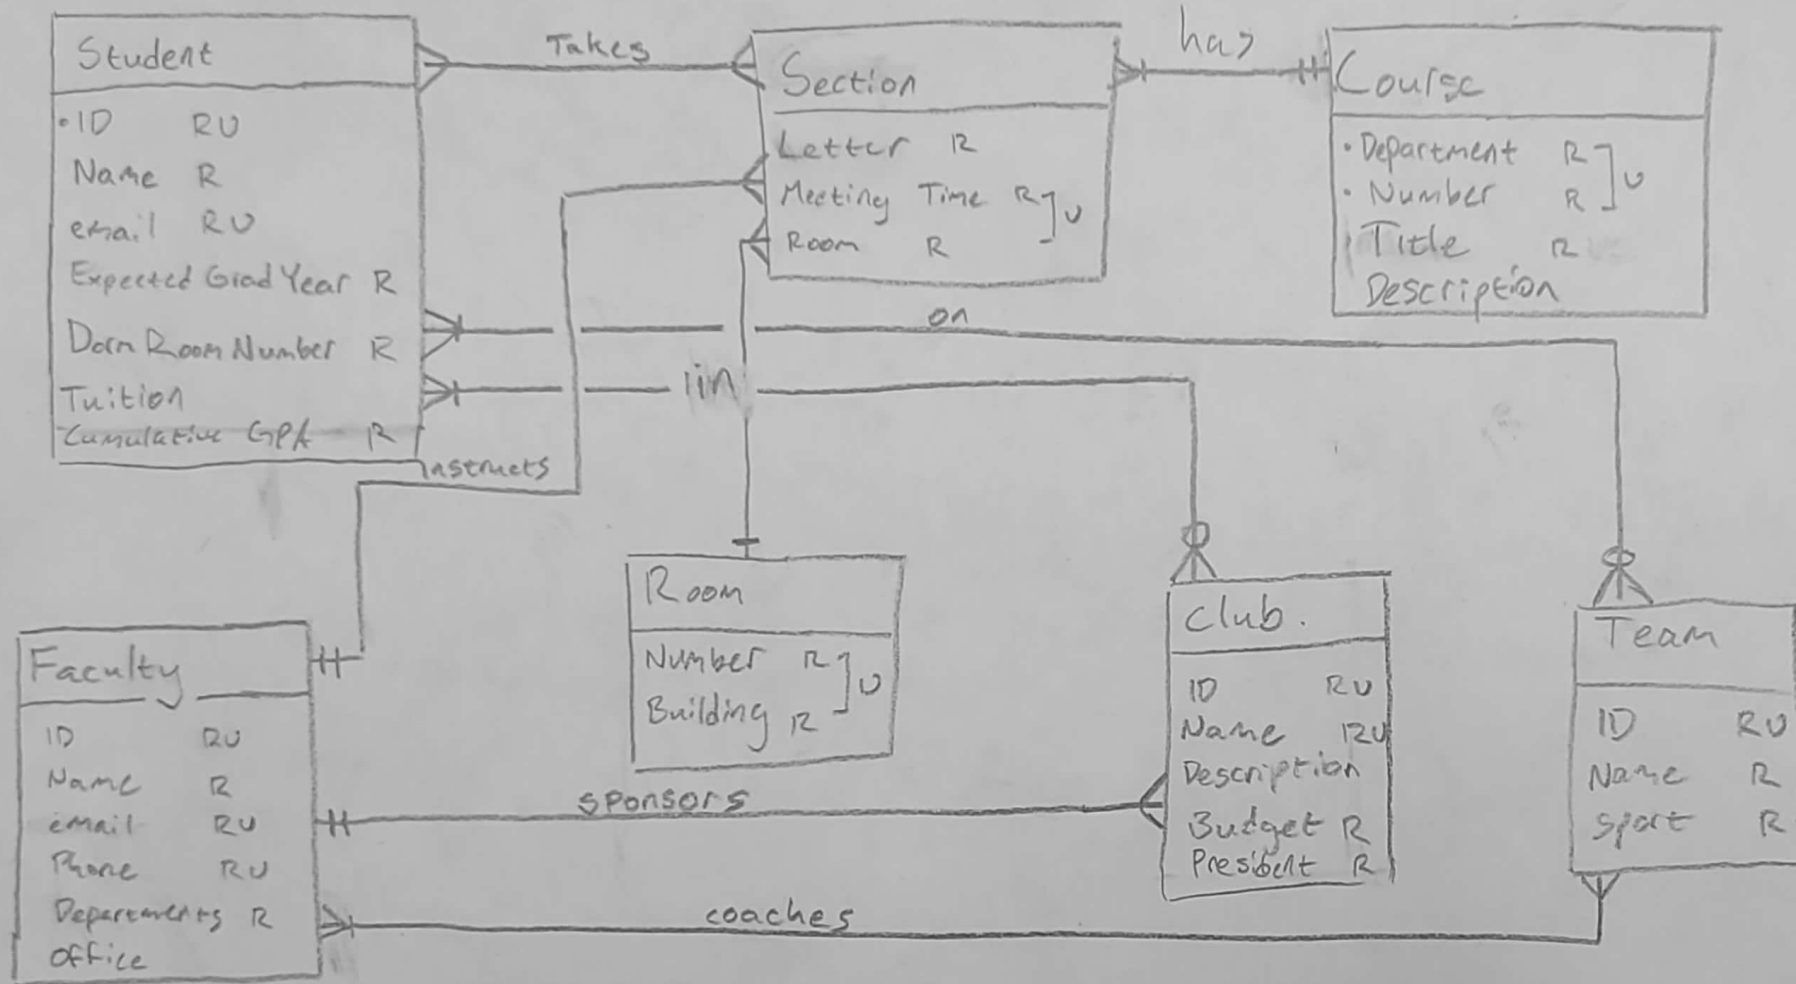 Student
• ID RU
Name R
email RU
Expected Grad Year R
Dorm Room Number R
Tuition
Cumulative GPA R
Takes
Section
Letter R
Meeting Time R ] U
Room R
has
Course
• Department R ] U
• Number R
Title R
Description
on
in
Instructs
Faculty
ID RU
Name R
email RU
Phone RU
Departments R
Office
Room
Number R ] U
Building R
sponsors
coaches
Club.
ID RU
Name RU
Description
Budget R
President R
Team
ID RU
Name R
Sport R